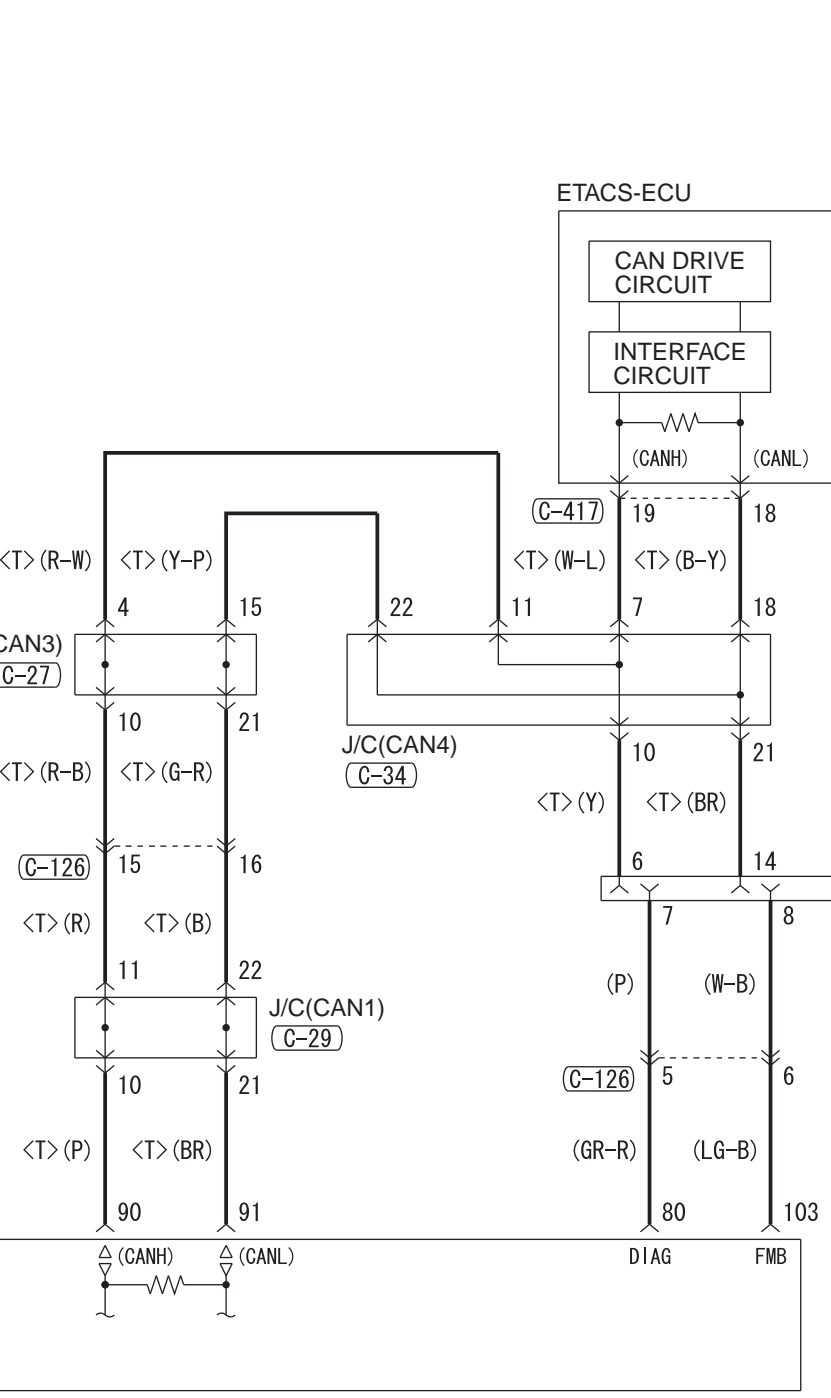 ETACS-ECU
CAN DRIVE
CIRCUIT
INTERFACE
CIRCUIT
(CANH) (CANL)
C-417 19 18
<T>(R-W) <T>(Y-P) <T>(W-L) <T>(B-Y)
4 15 22 11 7 18
CAN3)
C-27
10 21
J/C(CAN4) 10 21
C-34
<T>(R-B) <T>(G-R)
<T>(Y) <T>(BR)
C-126 15 16 6 14
7 8
<T>(R) <T>(B)
11 22
(P) (W-B)
J/C(CAN1)
C-29
10 21
C-126 5 6
<T>(P) <T>(BR) (GR-R) (LG-B)
90 91 80 103
(CANH) (CANL) DIAG FMB